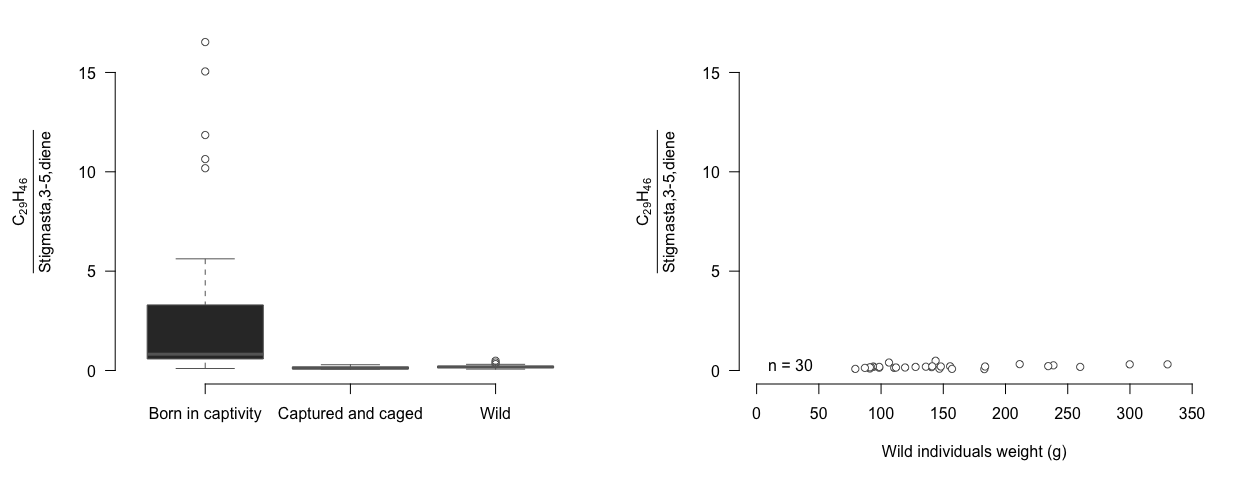 C₂₉H₄₆
Stigmasta,3-5,diene
15
10
5
0
Born in captivity
Captured and caged
Wild
C₂₉H₄₆
Stigmasta,3-5,diene
15
10
5
0
n = 30
0 50 100 150 200 250 300 350
Wild individuals weight (g)